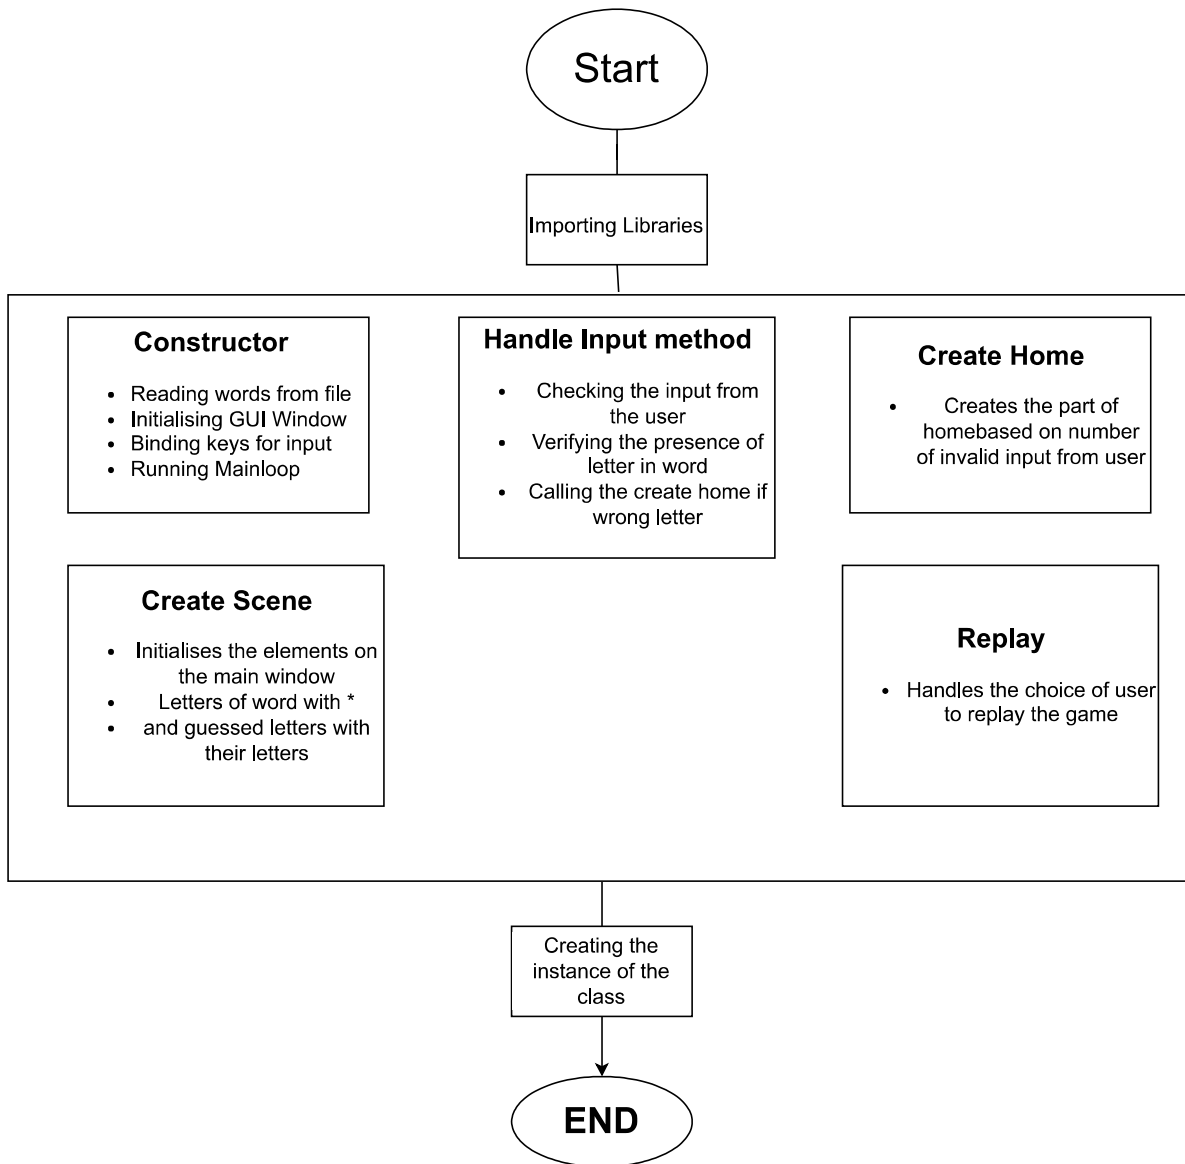 Start
Importing Libraries
Constructor
Reading words from file
Initialising GUI Window
Binding keys for input
Running Mainloop
Handle Input method
Checking the input from
the user
Verifying the presence of
letter in word
Calling the create home if
wrong letter
Create Home
Creates the part of
homebased on number
of invalid input from user
Create Scene
Initialises the elements on
the main window
Letters of word with *
and guessed letters with
their letters
Replay
Handles the choice of user
to replay the game
Creating the
instance of the
class
END